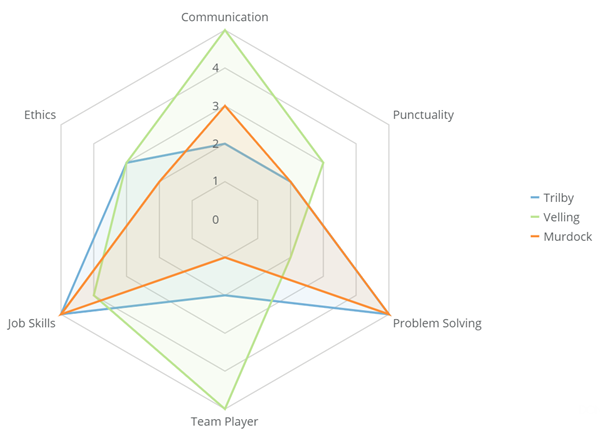 Communication
4
Ethics
3
Punctuality
2
1
Trilby
0
Velling
Murdock
Job Skills
Problem Solving
Team Player